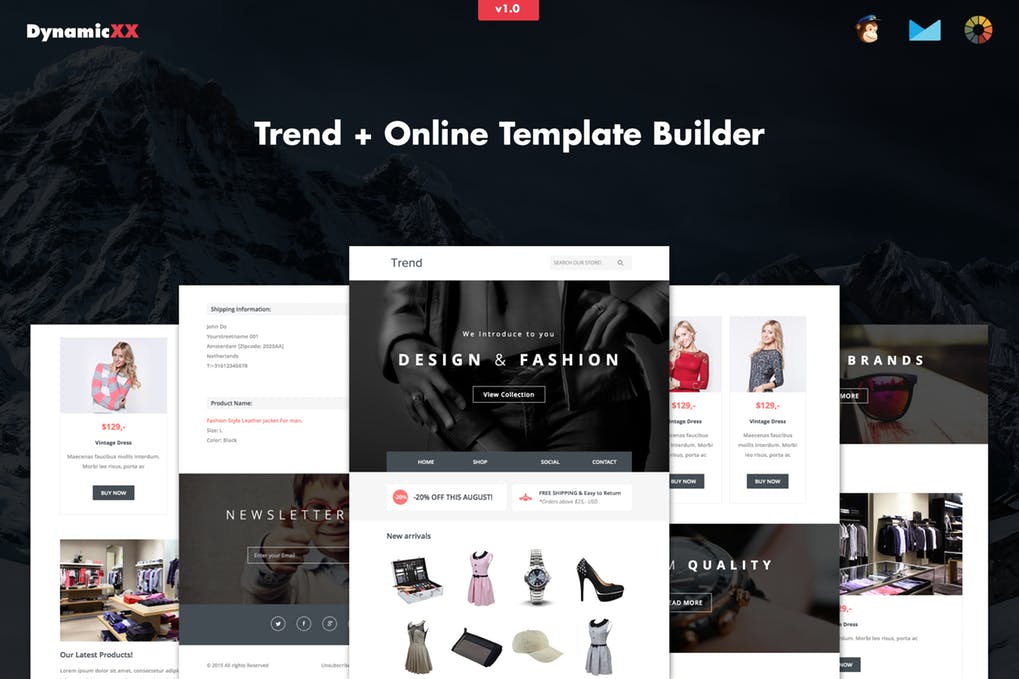 v1.0
DynamicXX
Trend + Online Template Builder
Trend
SEARCH OUR STORE!
We Introduce to you
DESIGN & FASHION
View Collection
HOME
SHOP
SOCIAL
CONTACT
-20%
-20% OFF THIS AUGUST!
FREE SHIPPING & Easy to Return
*Orders above $25,- USD
New arrivals
Shipping Information:
John Do
Yourstreetname 001
Amsterdam [Zipcode: 2020AA]
Netherlands
T:+31612345678
Product Name:
Fashion Style Leather Jacket For man.
Size: L
Color: Black
NEWSLETTER
Enter your Email
© 2015 All rights Reserved
Unsubscribe
$129,-
Vintage Dress
Maecenas faucibus mollis interdum.
Morbi leo risus, porta ac
BUY NOW
Our Latest Products!
Lorem ipsum dolor sit amet, consectetur adipis
$129,-
Vintage Dress
Maecenas faucibus
mollis interdum. Morbi
leo risus, porta ac
BUY NOW
$129,-
Vintage Dress
Maecenas faucibus
mollis interdum. Morbi
leo risus, porta ac
BUY NOW
M QUALITY
READ MORE
BRANDS
MORE
29,-
Dress
bus mollis interdum. Morbi leo risus, porta ac
NOW